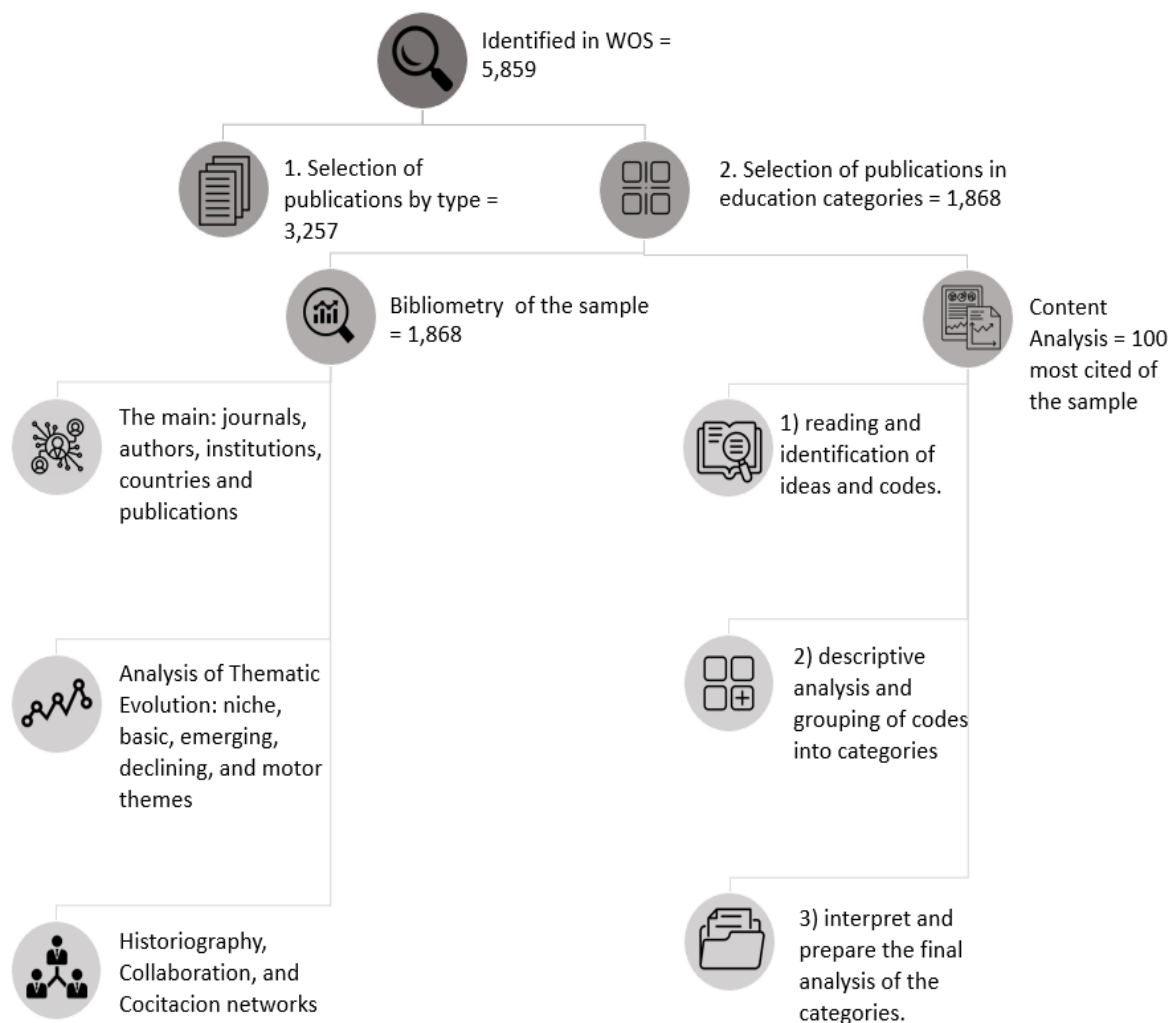 Identified in WOS =
5,859
1. Selection of
publications by type =
3,257
2. Selection of publications in
education categories = 1,868
Bibliometry of the sample
= 1,868
Content
Analysis = 100
most cited of
the sample
The main: journals,
authors, institutions,
countries and
publications
1) reading and
identification of
ideas and codes.
Analysis of Thematic
Evolution: niche,
basic, emerging,
declining, and motor
themes
2) descriptive
analysis and
grouping of codes
into categories
Historiography,
Collaboration, and
Cocitacion networks
3) interpret and
prepare the final
analysis of the
categories.